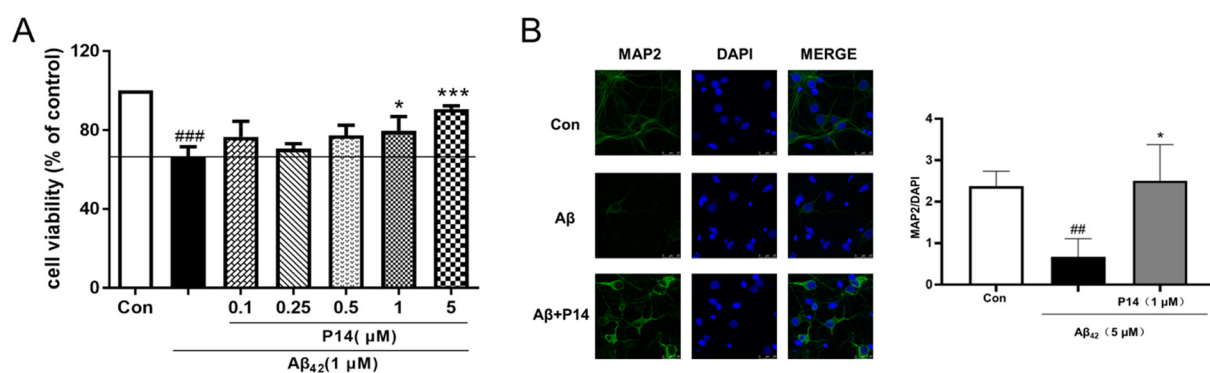 A
cell viability (% of control)
120
80
40
0
###
*
***
Con
0.1
0.25
0.5
1
5
P14( μM)
Aβ42(1 μM)
B
MAP2
DAPI
MERGE
Con
Aβ
Aβ+P14
MAP2/DAPI
4
3
2
1
0
##
*
Con
P14（1 μM）
Aβ42（5 μM）